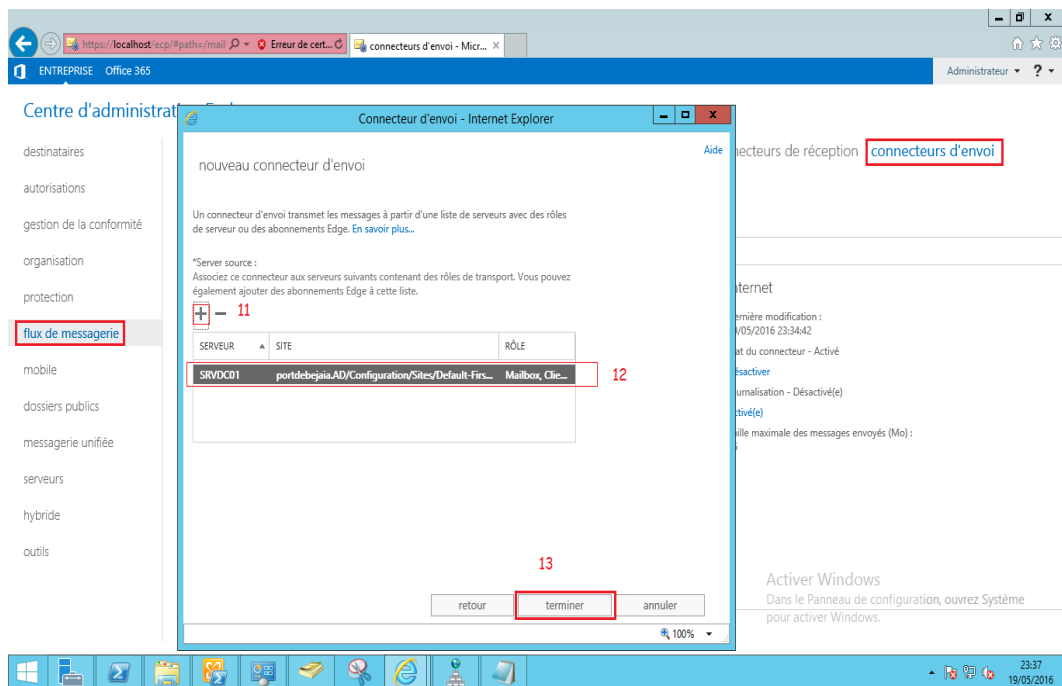 https://localhost/ecp/#path=/mail
Erreur de cert...
connecteurs d'envoi - Micr...
ENTREPRISE Office 365
Administrateur
?
Centre d'administrat
Connecteur d'envoi - Internet Explorer
Aide
necteurs de réception connecteurs d'envoi
nouveau connecteur d'envoi
destinataires
autorisations
gestion de la conformité
organisation
protection
flux de messagerie
mobile
dossiers publics
messagerie unifiée
serveurs
hybride
outils
Un connecteur d'envoi transmet les messages à partir d'une liste de serveurs avec des rôles
de serveur ou des abonnements Edge. En savoir plus...
*Server source :
Associez ce connecteur aux serveurs suivants contenant des rôles de transport. Vous pouvez
également ajouter des abonnements Edge à cette liste.
11
SERVEUR SITE RÔLE
SRVDC01 portdebejaia.AD/Configuration/Sites/Default-Firs... Mailbox, Clie...
12
13
retour terminer annuler
100%
ternet
ernière modification :
/05/2016 23:34:42
at du connecteur - Activé
ésactiver
urnalisation - Désactivé(e)
ctivé(e)
ille maximale des messages envoyés (Mo) :
Activer Windows
Dans le Panneau de configuration, ouvrez Système
pour activer Windows.
23:37
19/05/2016